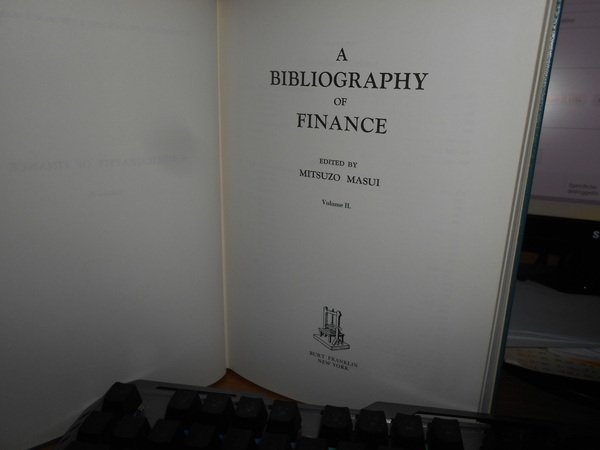 A
BIBLIOGRAPHY
OF
FINANCE
EDITED BY
MITSUZO MASUI
Volume II.
BURT FRANKLIN
NEW YORK